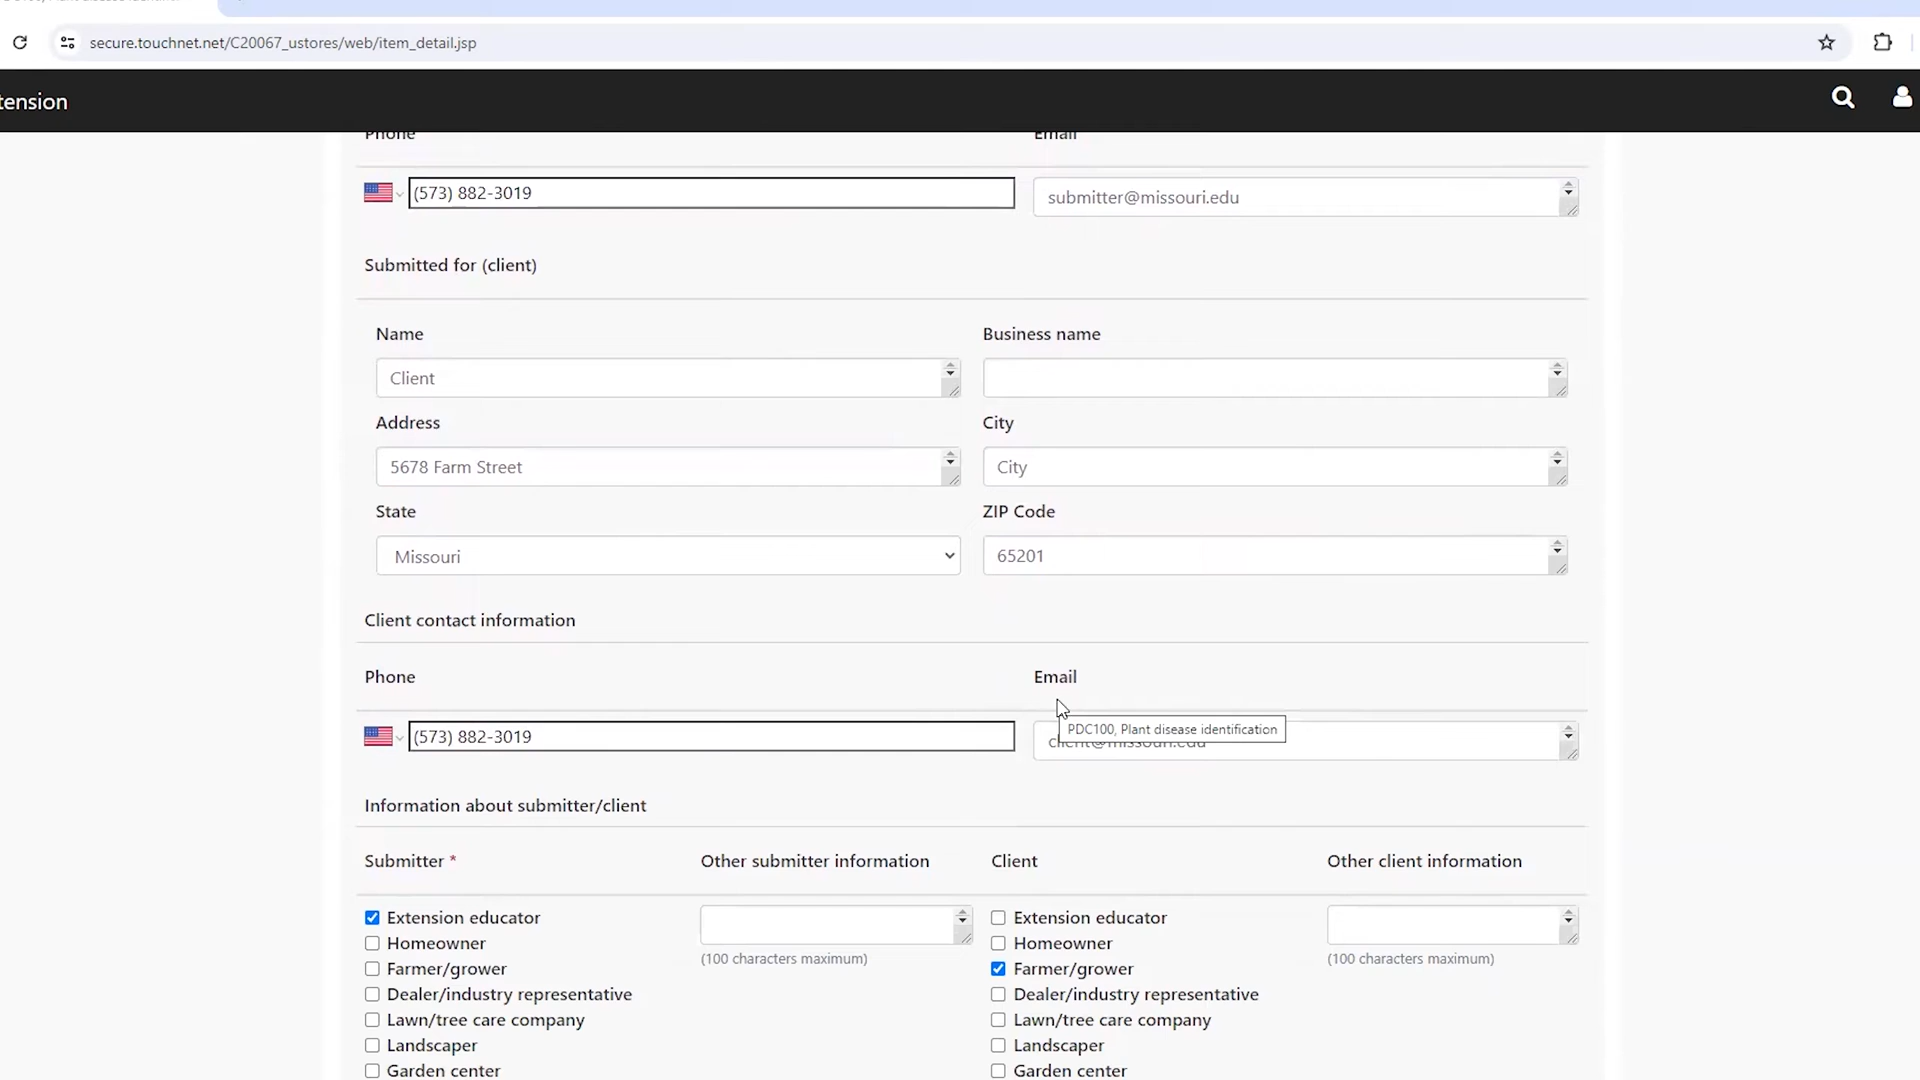 secure.touchnet.net/C20067_ustores/web/item_detail.jsp
tension
Phone Email
(573) 882-3019 submitter@missouri.edu
Submitted for (client)
Name Business name
Client
Address City
5678 Farm Street City
State ZIP Code
Missouri 65201
Client contact information
Phone Email
PDC100, Plant disease identification
(573) 882-3019 client@missouri.edu
Information about submitter/client
Submitter * Other submitter information Client Other client information
Extension educator Extension educator
Homeowner Homeowner
(100 characters maximum) (100 characters maximum)
Farmer/grower Farmer/grower
Dealer/industry representative Dealer/industry representative
Lawn/tree care company Lawn/tree care company
Landscaper Landscaper
Garden center Garden center